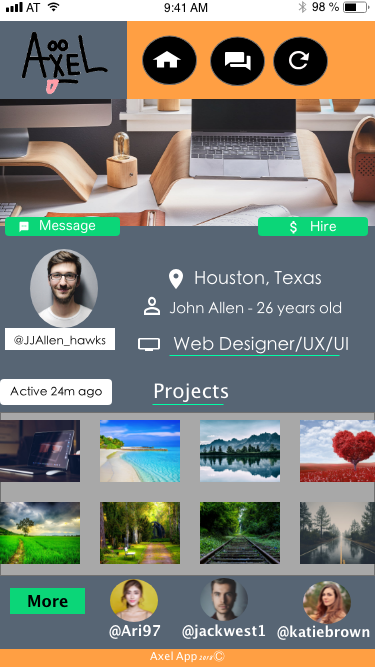 AT 9:41 AM 98 %
AXEL
Message
$ Hire
Houston, Texas
John Allen - 26 years old
@JJAllen_hawks
Web Designer/UX/UI
Active 24m ago
Projects
More
@Ari97
@jackwest1
@katiebrown
Axel App 2018©